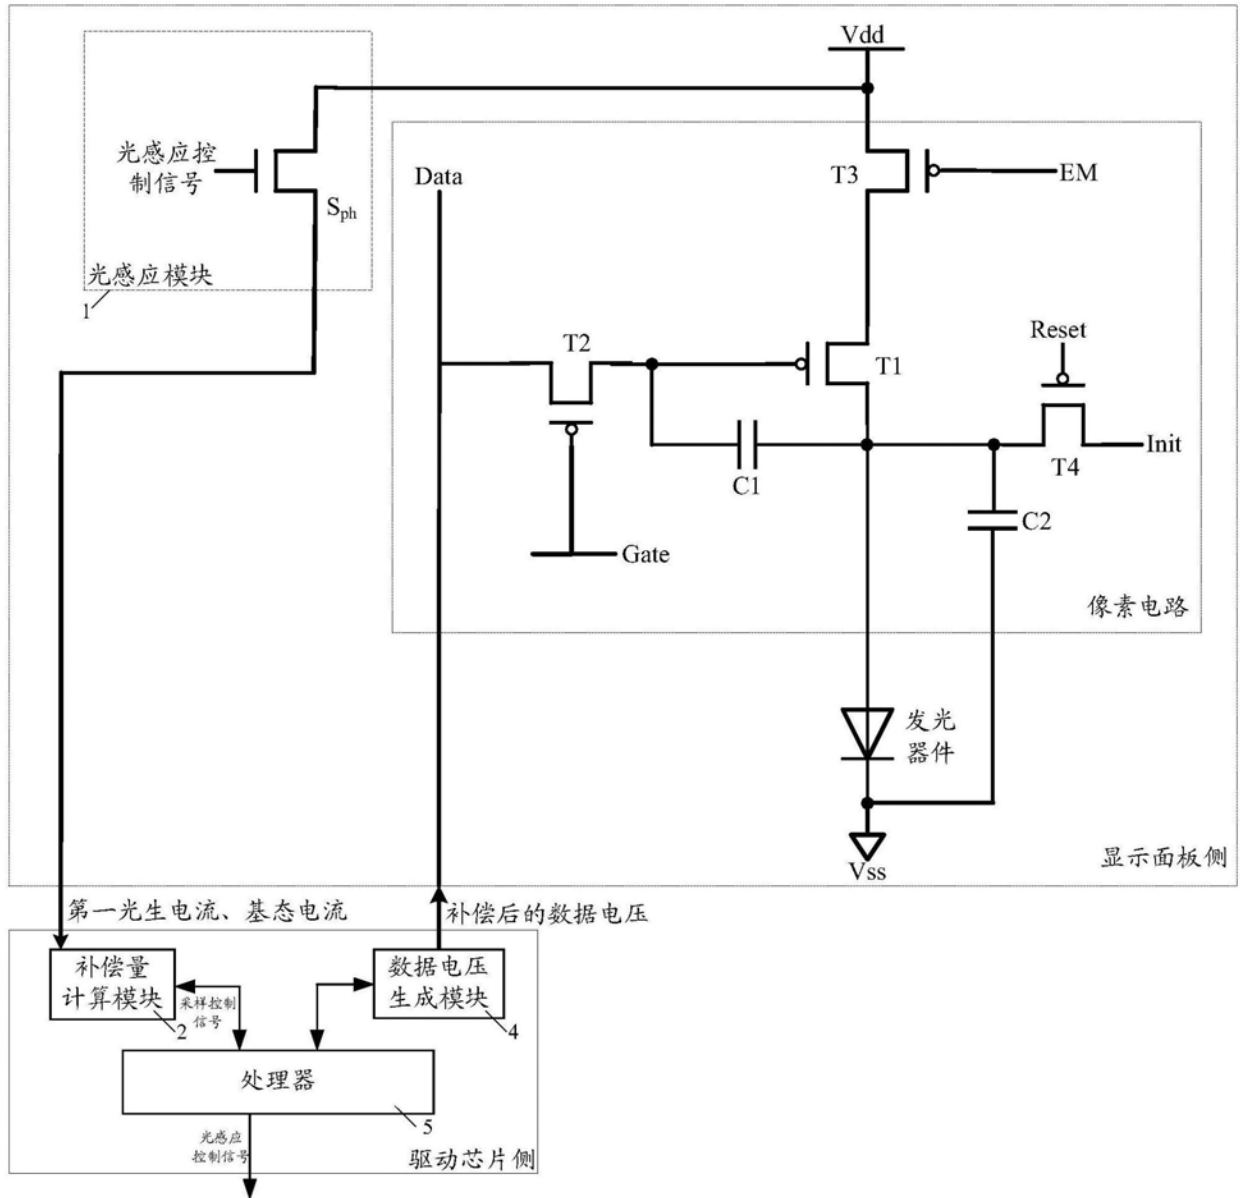 Vdd
光感应控
制信号
S_ph
光感应模块
1
Data
T3
EM
T2
T1
Reset
C1
T4
Init
C2
Gate
像素电路
发光
器件
Vss
显示面板侧
第一光生电流、基态电流
补偿后的数据电压
补偿量
计算模块
2
采样控制
信号
数据电压
生成模块
4
处理器
5
光感应
控制信号
驱动芯片侧